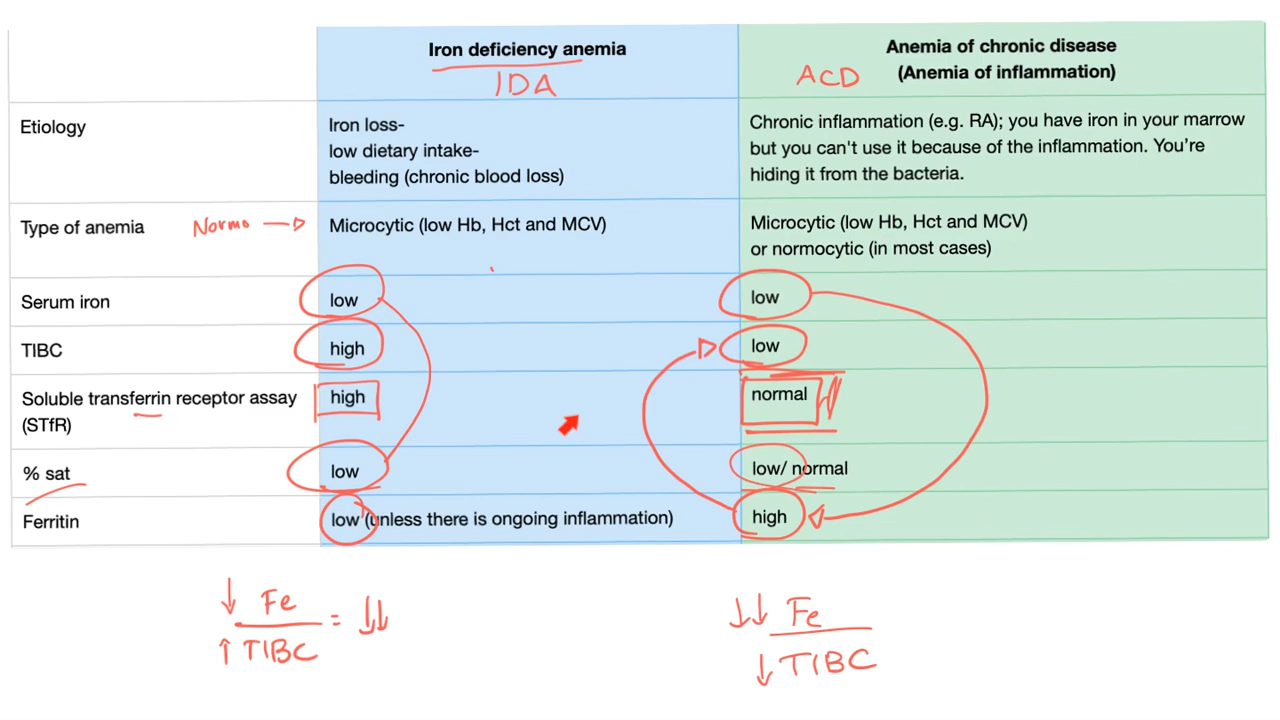 Iron deficiency anemia
IDA
Anemia of chronic disease
(Anemia of inflammation)
ACD
Etiology
Iron loss-
low dietary intake-
bleeding (chronic blood loss)
Chronic inflammation (e.g. RA); you have iron in your marrow
but you can't use it because of the inflammation. You're
hiding it from the bacteria.
Type of anemia
Normo
Microcytic (low Hb, Hct and MCV)
Microcytic (low Hb, Hct and MCV)
or normocytic (in most cases)
Serum iron
low
low
TIBC
high
low
Soluble transferrin receptor assay
(STfR)
high
normal
% sat
low
low/ normal
Ferritin
low (unless there is ongoing inflammation)
high
↓ Fe
↑ TIBC
= ↓↓
↓↓ Fe
↓ TIBC